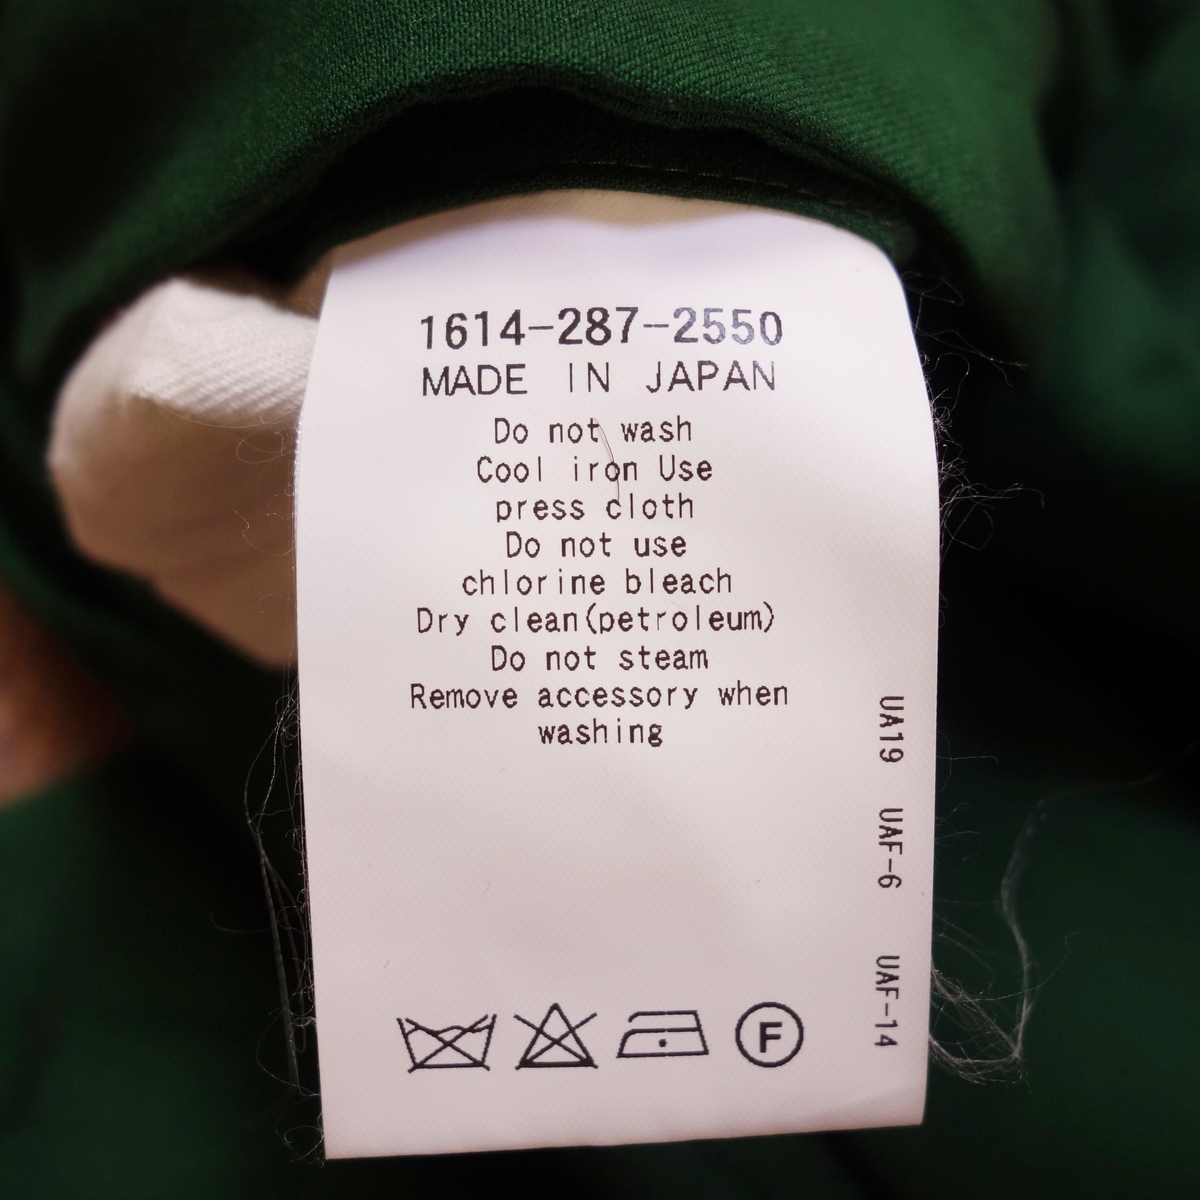 1614-287-2550
MADE IN JAPAN
Do not wash
Cool iron Use
press cloth
Do not use
chlorine bleach
Dry clean(petroleum)
Do not steam
Remove accessory when
washing
UA19 UAF-6 UAF-14
F